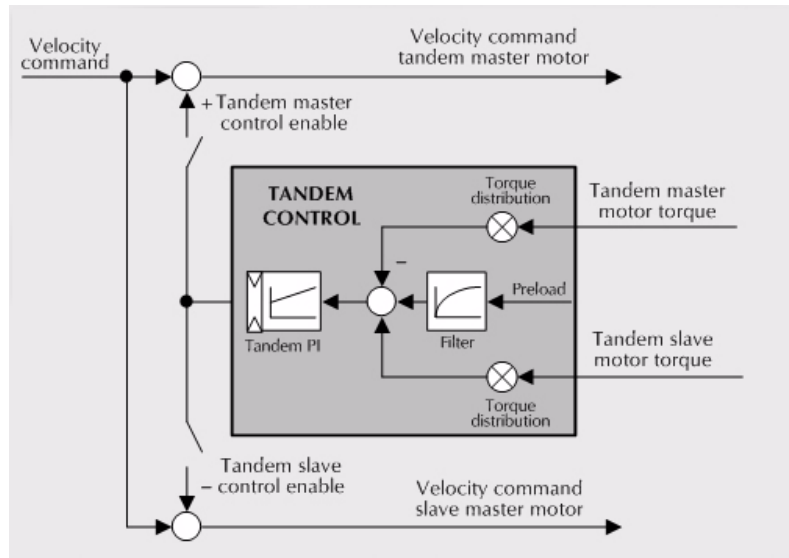 Velocity
command
Velocity command
tandem master motor
+ Tandem master
control enable
TANDEM
CONTROL
Torque
distribution
Tandem master
motor torque
–
Preload
Tandem PI
Filter
Tandem slave
motor torque
Torque
distribution
Tandem slave
– control enable
Velocity command
slave master motor